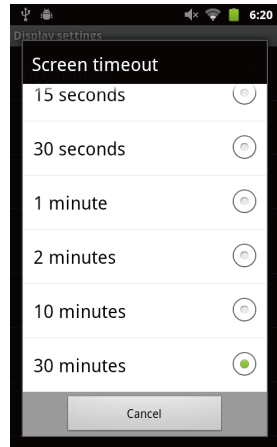 6:20
Display settings
Screen timeout
15 seconds
30 seconds
1 minute
2 minutes
10 minutes
30 minutes
Cancel